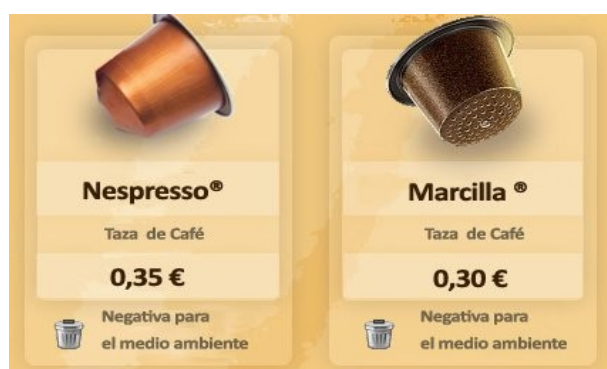 Nespresso®
Taza de Café
0,35 €
Negativa para
el medio ambiente
Marcilla ®
Taza de Café
0,30 €
Negativa para
el medio ambiente